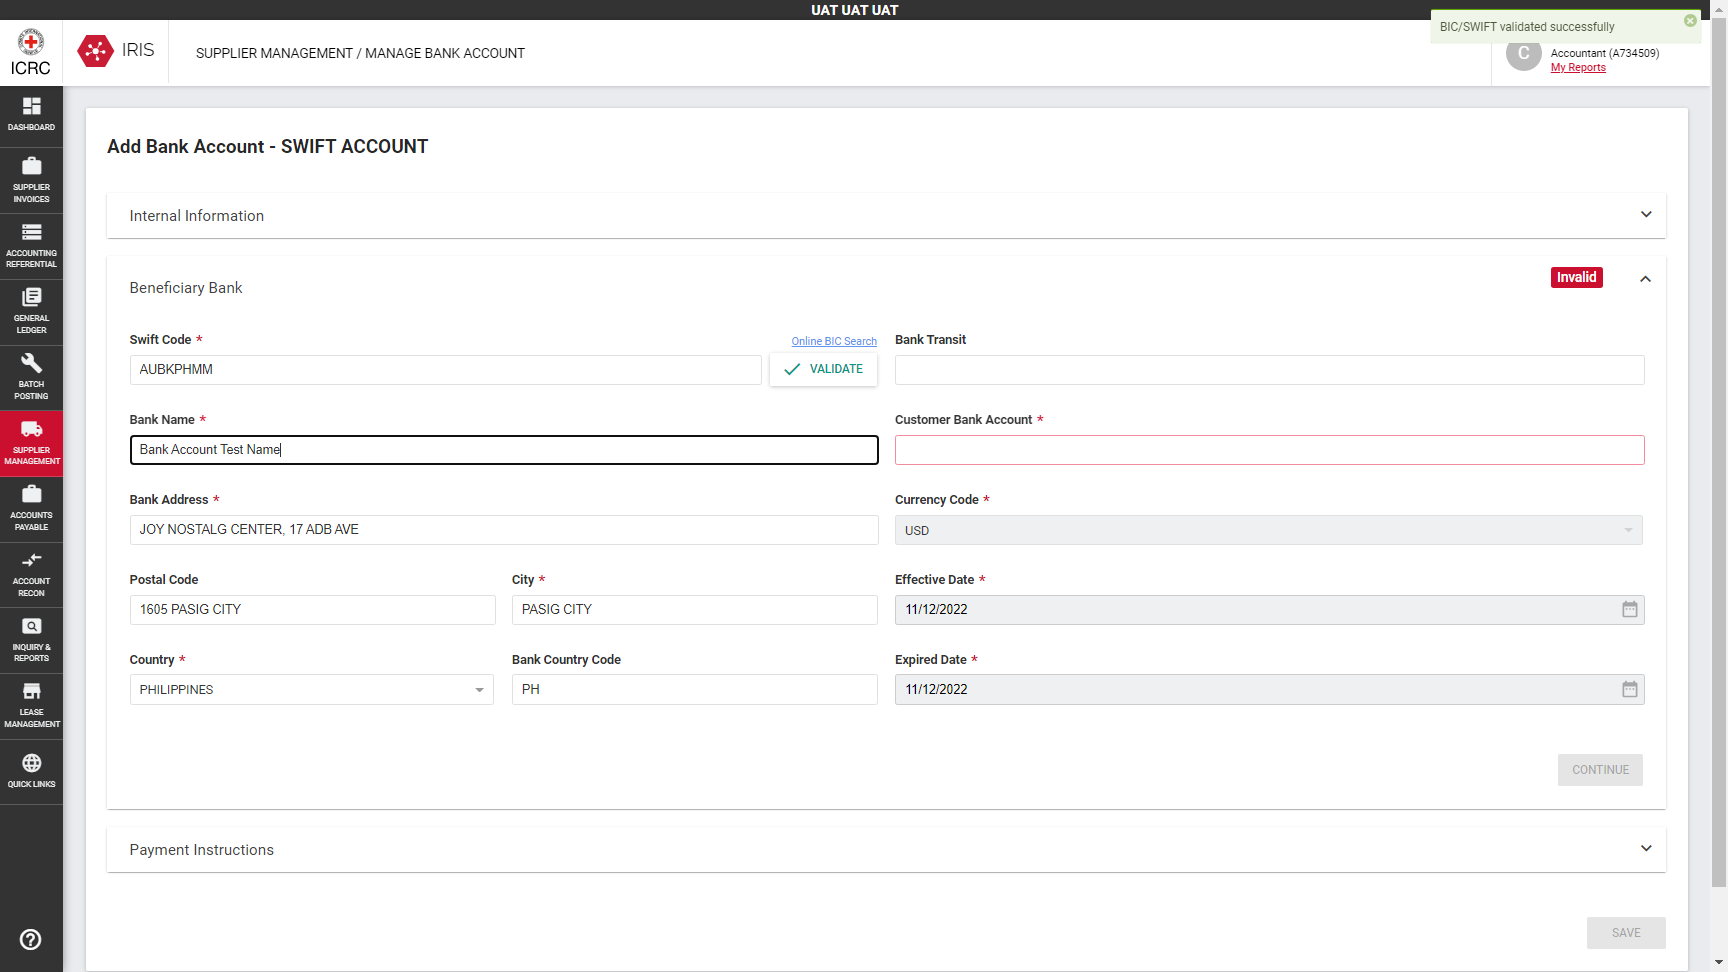 UAT UAT UAT
BIC/SWIFT validated successfully
ICRC
IRIS
SUPPLIER MANAGEMENT / MANAGE BANK ACCOUNT
C
Accountant (A734509)
My Reports
DASHBOARD
SUPPLIER
INVOICES
ACCOUNTING
REFERENTIAL
GENERAL
LEDGER
BATCH
POSTING
SUPPLIER
MANAGEMENT
ACCOUNTS
PAYABLE
ACCOUNT
RECON
INQUIRY &
REPORTS
LEASE
MANAGEMENT
QUICK LINKS
Add Bank Account - SWIFT ACCOUNT
Internal Information
Beneficiary Bank
Invalid
Swift Code *
Online BIC Search
AUBKPHMM
VALIDATE
Bank Transit
Bank Name *
Bank Account Test Name
Customer Bank Account *
Bank Address *
JOY NOSTALG CENTER, 17 ADB AVE
Currency Code *
USD
Postal Code
1605 PASIG CITY
City *
PASIG CITY
Effective Date *
11/12/2022
Country *
PHILIPPINES
Bank Country Code
PH
Expired Date *
11/12/2022
CONTINUE
Payment Instructions
SAVE